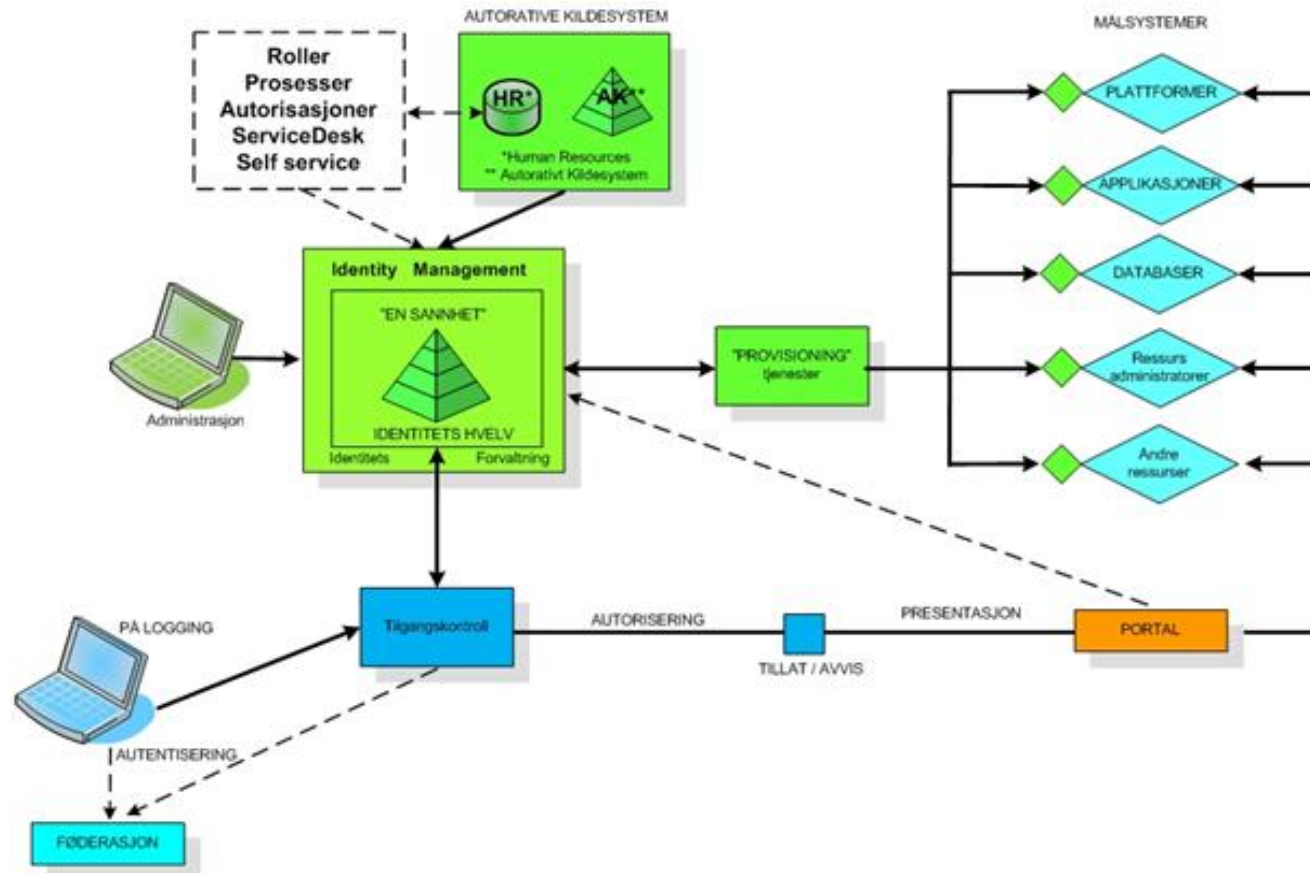 AUTORATIVE KILDESYSTEM
MÅLSYSTEMER
Roller
Prosesser
Autorisasjoner
ServiceDesk
Self service
HR*
AK**
*Human Resources
** Autorativt Kildesystem
PLATTFORMER
APPLIKASJONER
DATABASER
Ressurs
administratorer
Andre
ressurser
Identity Management
"EN SANNHET"
IDENTITETS HVELV
Identitets Forvaltning
Administrasjon
"PROVISIONING"
tjenester
PÅ LOGGING
Tilgangskontroll
AUTORISERING
TILLAT / AVVIS
PRESENTASJON
PORTAL
AUTENTISERING
FØDERASJON